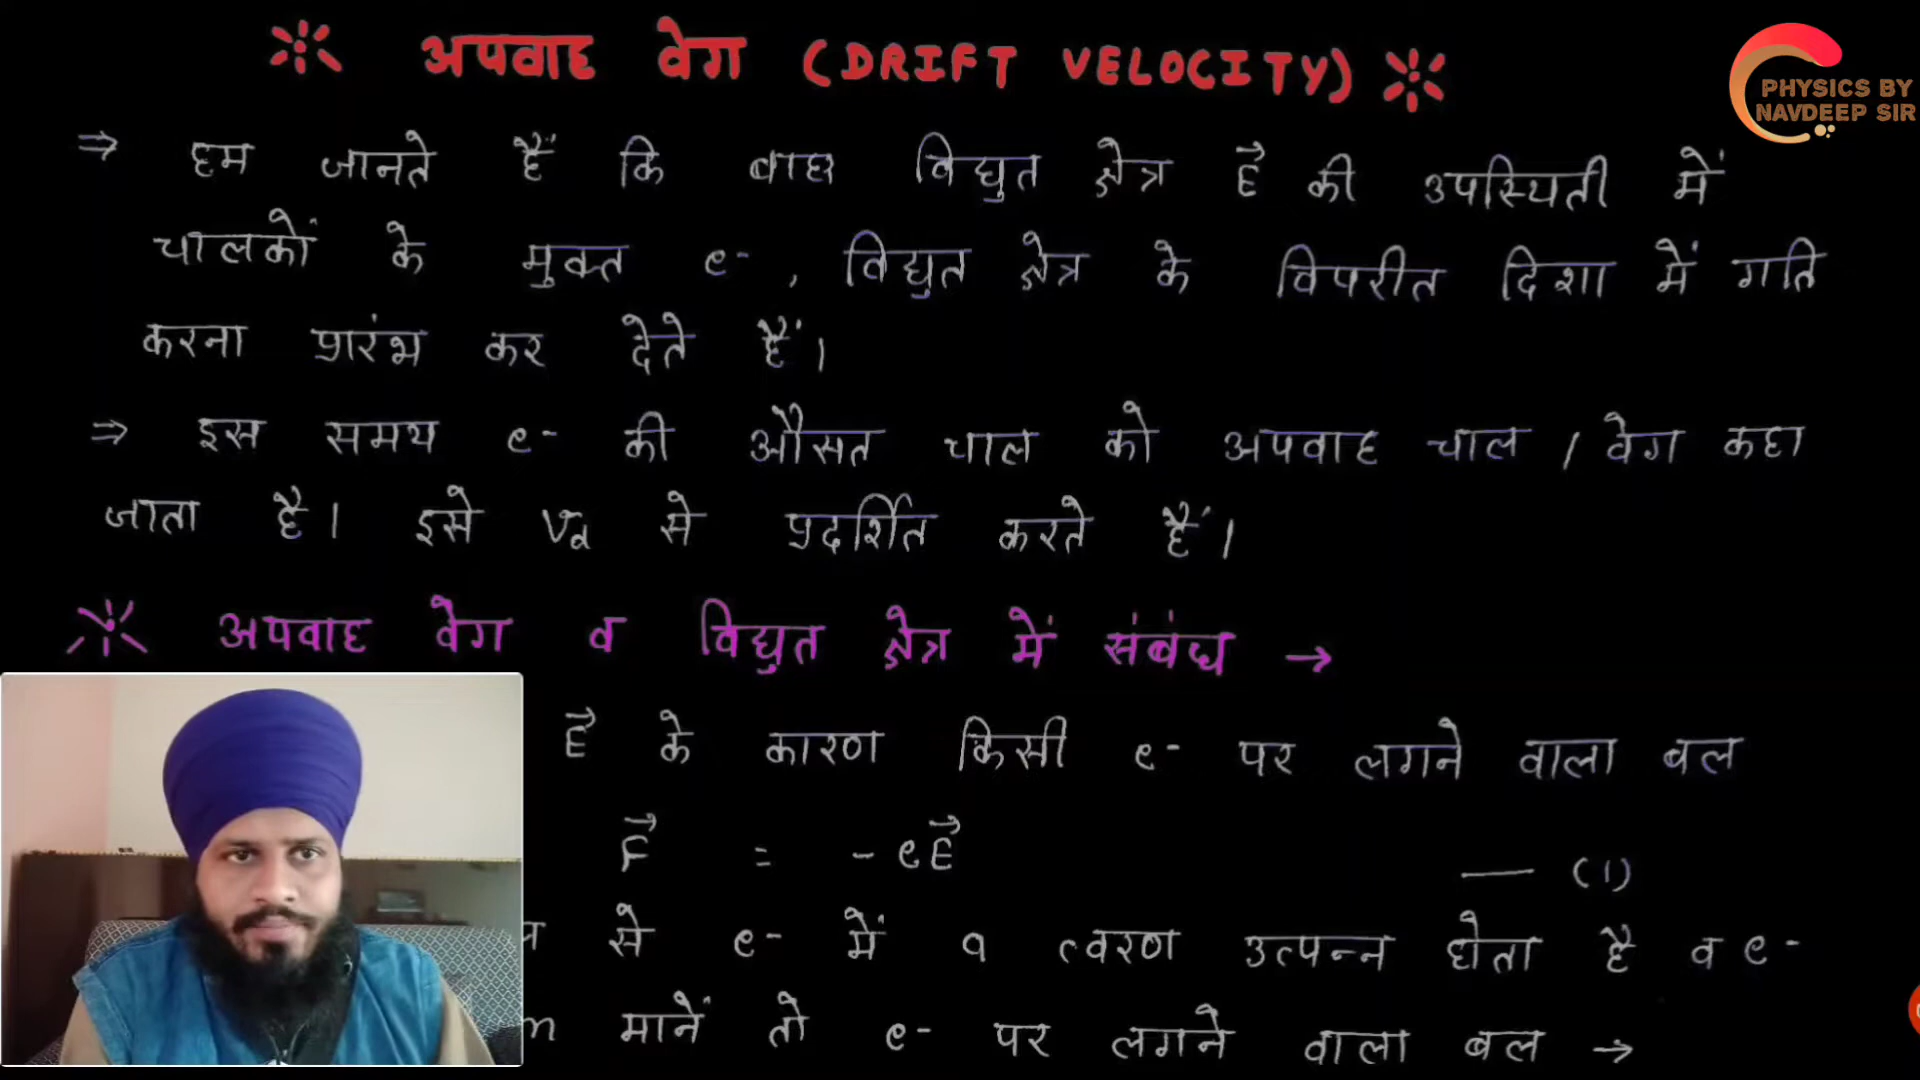 अपवाह वेग (DRIFT VELOCITY)
PHYSICS BY
NAVDEEP SIR
⇒ हम जानते हैं कि बाह्य विद्युत क्षेत्र E⃗ की उपस्थिती में
चालकों के मुक्त e-, विद्युत क्षेत्र के विपरीत दिशा में गति
करना प्रारंभ कर देते हैं।
⇒ इस समय e- की औसत चाल को अपवाह चाल / वेग कहा
जाता है। इसे Vd से प्रदर्शित करते हैं।
अपवाह वेग व विद्युत क्षेत्र में संबंध →
E⃗ के कारण किसी e- पर लगने वाला बल
F⃗ = - eE⃗ — (1)
से e- में a त्वरण उत्पन्न होता है व e-
m मानें तो e- पर लगने वाला बल →